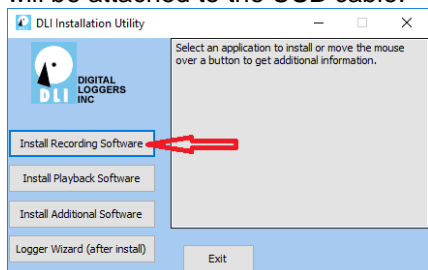 will be attached to the USB cable.
DLI Installation Utility
DIGITAL
LOGGERS
INC
DLI
Select an application to install or move the mouse
over a button to get additional information.
Install Recording Software
Install Playback Software
Install Additional Software
Logger Wizard (after install)
Exit